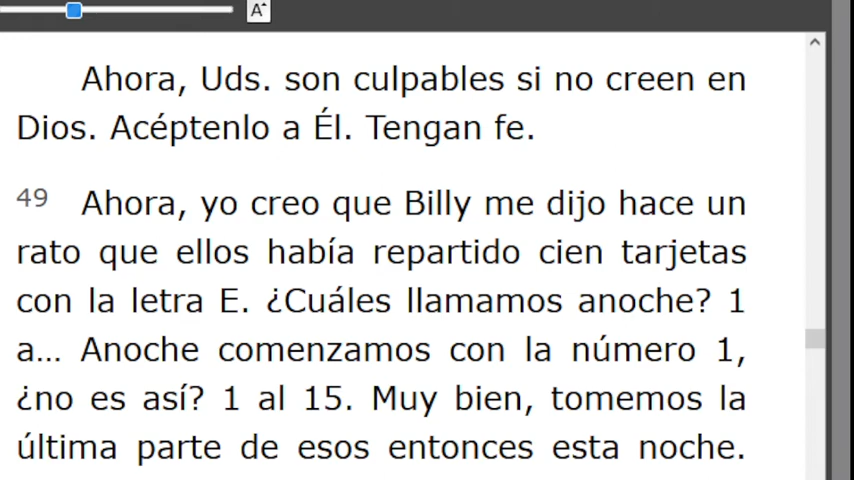 A
Ahora, Uds. son culpables si no creen en
Dios. Acéptenlo a Él. Tengan fe.
49 Ahora, yo creo que Billy me dijo hace un
rato que ellos había repartido cien tarjetas
con la letra E. ¿Cuáles llamamos anoche? 1
a... Anoche comenzamos con la número 1,
¿no es así? 1 al 15. Muy bien, tomemos la
última parte de esos entonces esta noche.